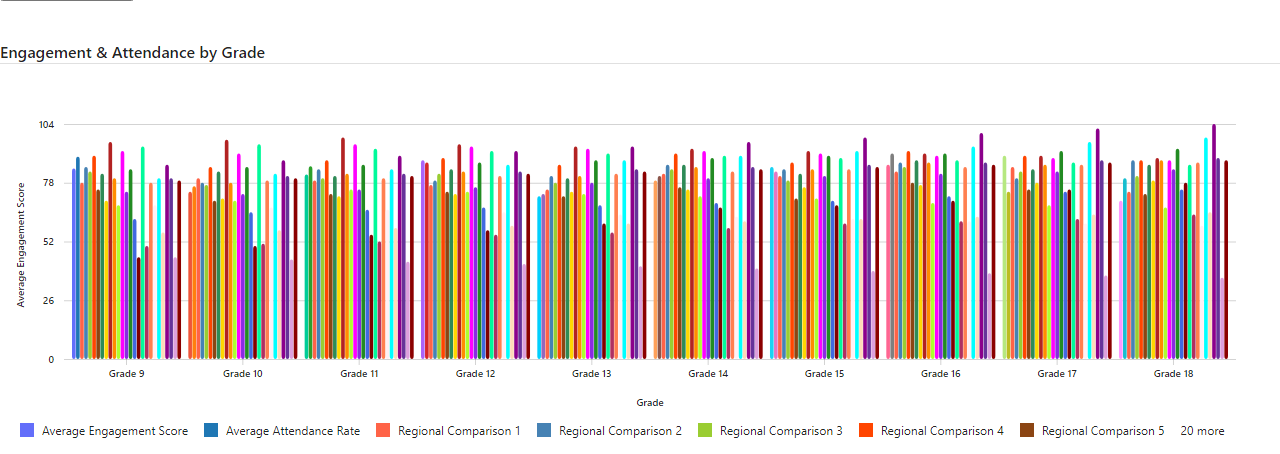 Engagement & Attendance by Grade
104
78
52
26
0
Average Engagement Score
Grade 9 Grade 10 Grade 11 Grade 12 Grade 13 Grade 14 Grade 15 Grade 16 Grade 17 Grade 18
Grade
Average Engagement Score Average Attendance Rate Regional Comparison 1 Regional Comparison 2 Regional Comparison 3 Regional Comparison 4 Regional Comparison 5 20 more